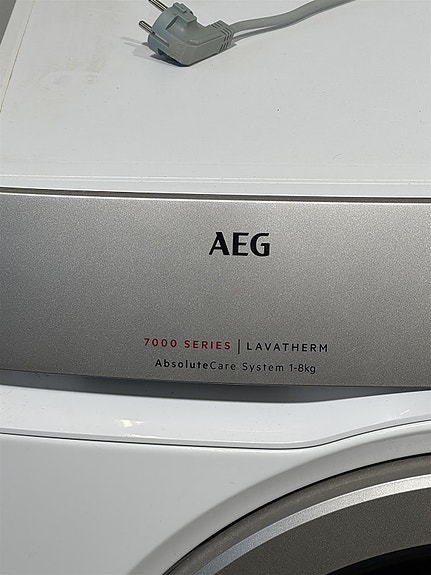 AEG
7000 SERIES | LAVATHERM
AbsoluteCare System 1-8kg